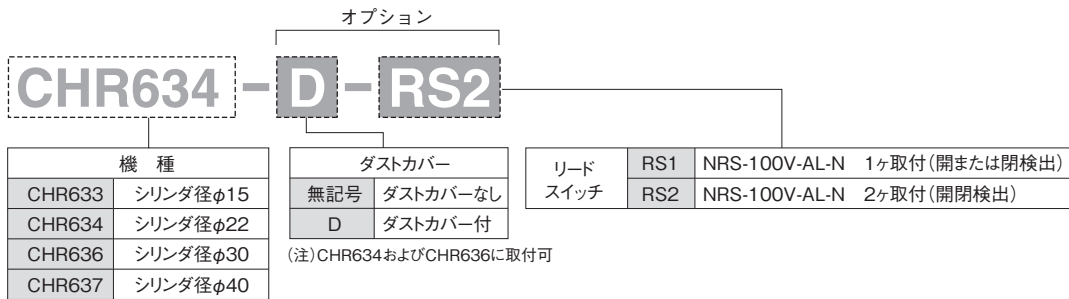 オプション
CHR634-D-RS2
機 種
CHR633 シリンダ径φ15
CHR634 シリンダ径φ22
CHR636 シリンダ径φ30
CHR637 シリンダ径φ40
ダストカバー
無記号 ダストカバーなし
D ダストカバー付
(注)CHR634およびCHR636に取付可
リードスイッチ
RS1 NRS-100V-AL-N 1ヶ取付(開または閉検出)
RS2 NRS-100V-AL-N 2ヶ取付(開閉検出)